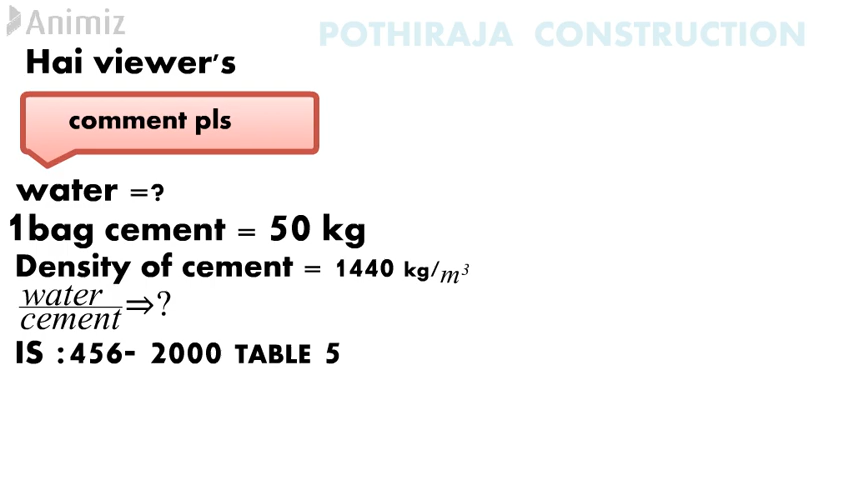 Animiz
POTHIRAJA CONSTRUCTION
Hai viewer's
comment pls
water =?
1bag cement = 50 kg
Density of cement = 1440 kg/m³
water/cement ⇒?
IS :456- 2000 TABLE 5